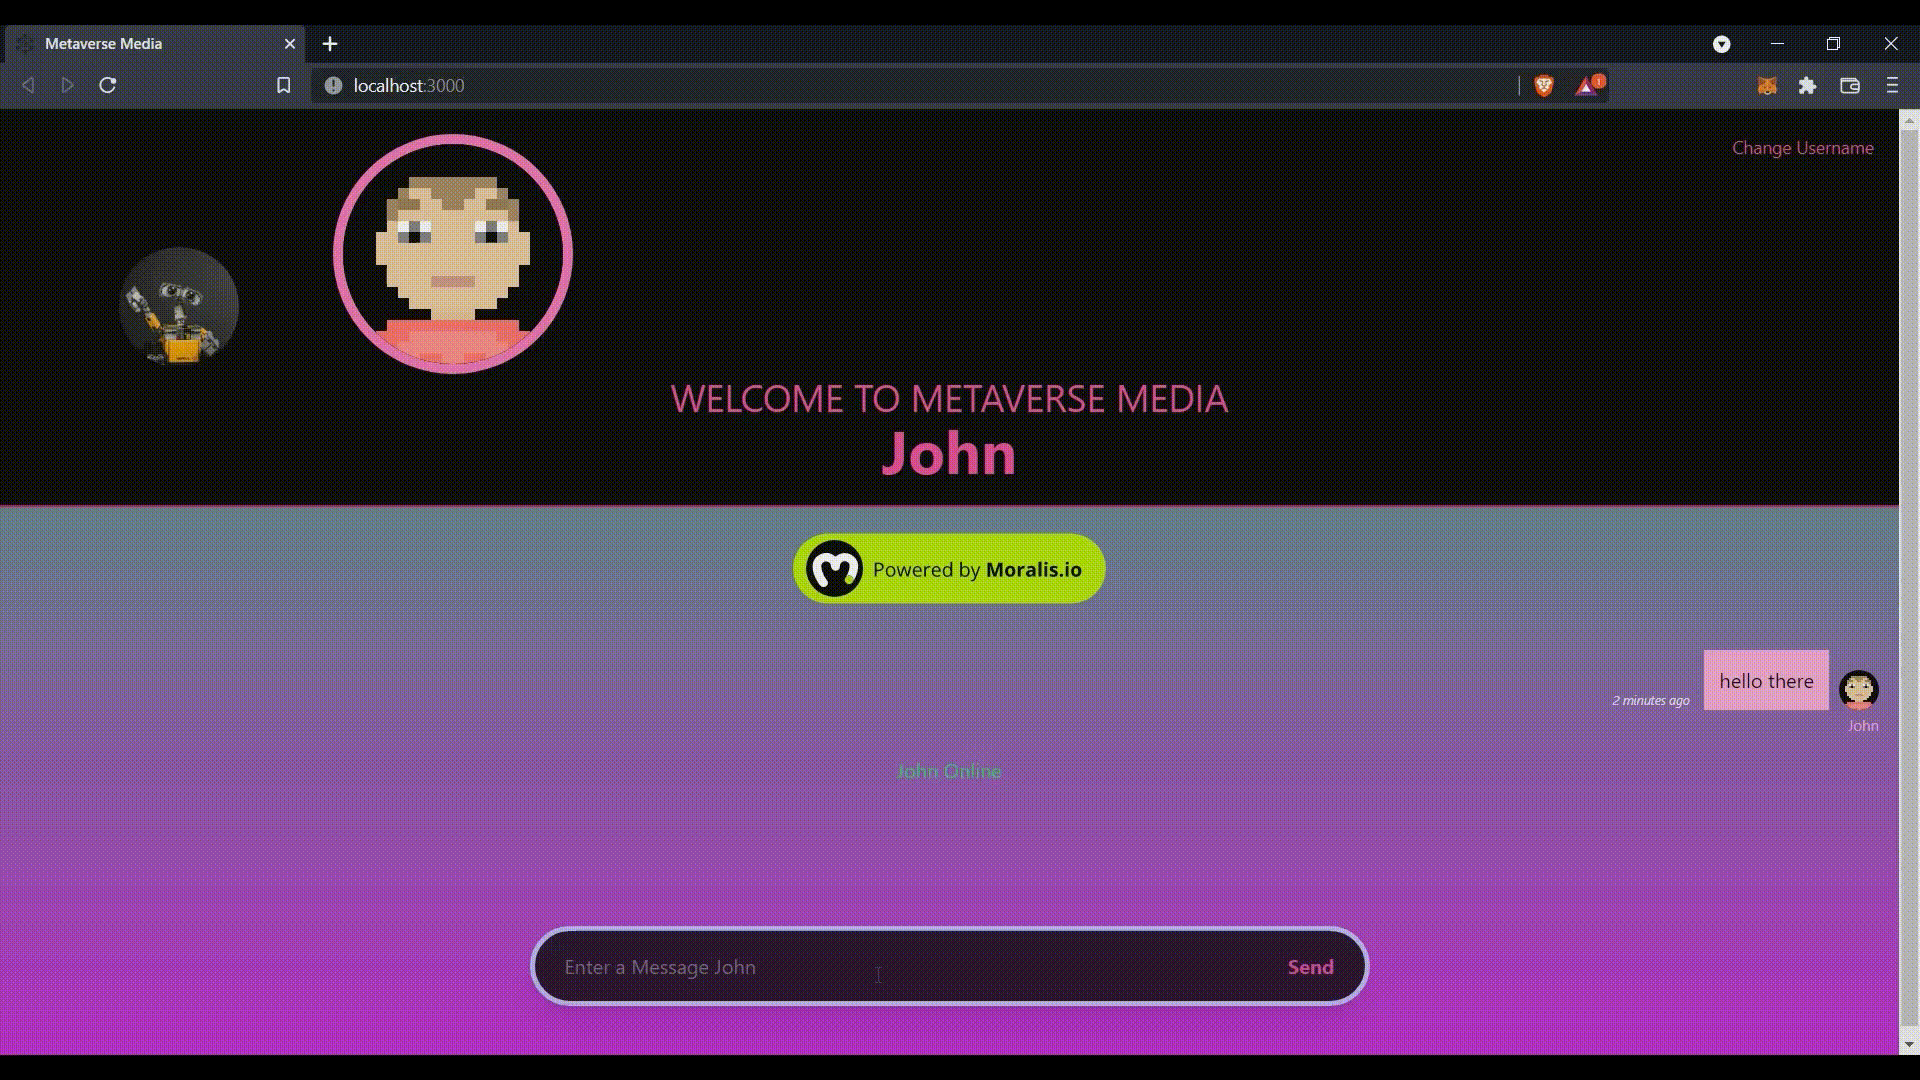 Metaverse Media
localhost:3000
1
Change Username
WELCOME TO METAVERSE MEDIA
John
Powered by Moralis.io
hello there
2 minutes ago
John
John Online
Enter a Message John
Send